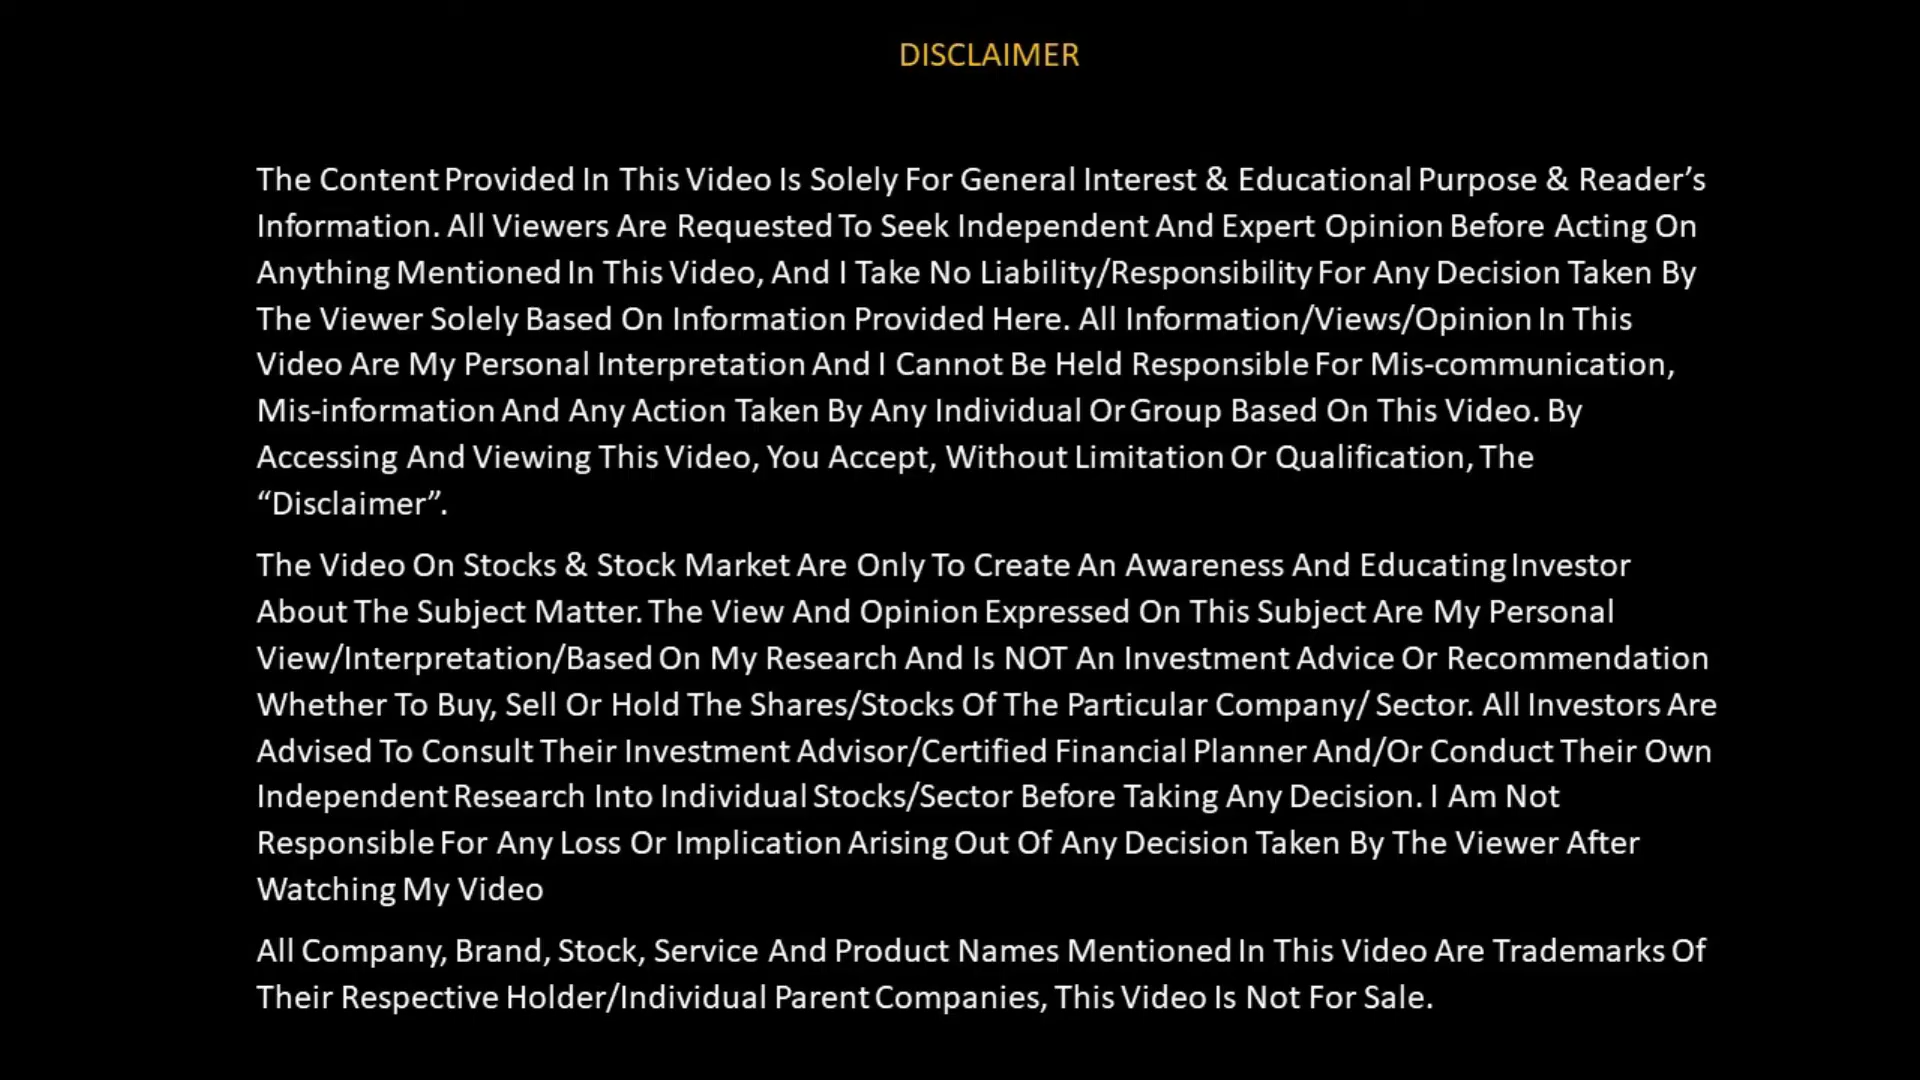 DISCLAIMER
The Content Provided In This Video Is Solely For General Interest & Educational Purpose & Reader’s
Information. All Viewers Are Requested To Seek Independent And Expert Opinion Before Acting On
Anything Mentioned In This Video, And I Take No Liability/Responsibility For Any Decision Taken By
The Viewer Solely Based On Information Provided Here. All Information/Views/Opinion In This
Video Are My Personal Interpretation And I Cannot Be Held Responsible For Mis-communication,
Mis-information And Any Action Taken By Any Individual Or Group Based On This Video. By
Accessing And Viewing This Video, You Accept, Without Limitation Or Qualification, The
“Disclaimer”.
The Video On Stocks & Stock Market Are Only To Create An Awareness And Educating Investor
About The Subject Matter. The View And Opinion Expressed On This Subject Are My Personal
View/Interpretation/Based On My Research And Is NOT An Investment Advice Or Recommendation
Whether To Buy, Sell Or Hold The Shares/Stocks Of The Particular Company/ Sector. All Investors Are
Advised To Consult Their Investment Advisor/Certified Financial Planner And/Or Conduct Their Own
Independent Research Into Individual Stocks/Sector Before Taking Any Decision. I Am Not
Responsible For Any Loss Or Implication Arising Out Of Any Decision Taken By The Viewer After
Watching My Video
All Company, Brand, Stock, Service And Product Names Mentioned In This Video Are Trademarks Of
Their Respective Holder/Individual Parent Companies, This Video Is Not For Sale.